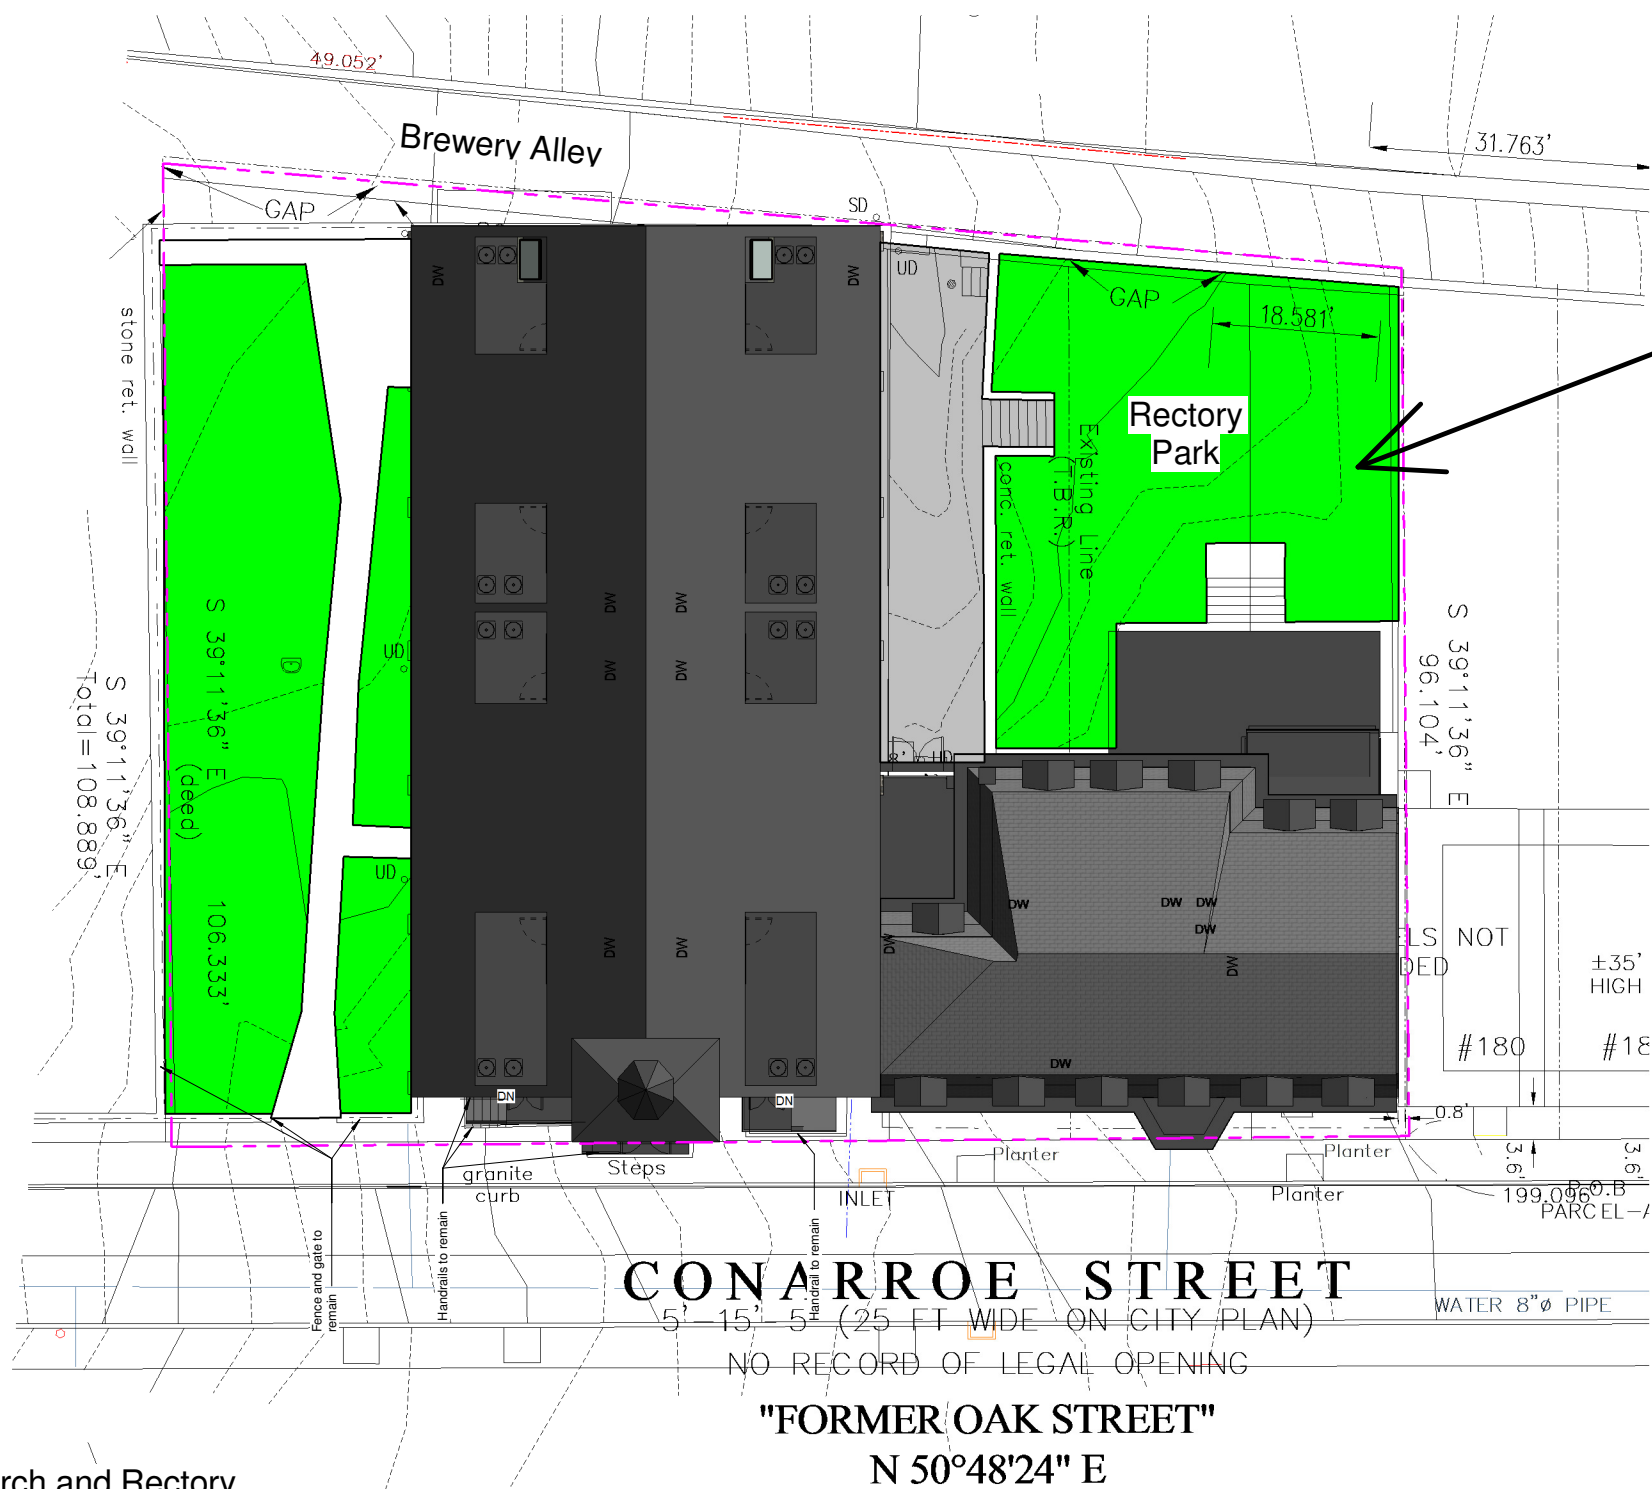 49.052'
Brewery Alley
31.763'
GAP
SD
DW
DW
UD
GAP
18.581'
stone ret. wall
Rectory
Park
Existing Line
(T.B.R.)
conc. ret. wall
DW
DW
DW
DW
S 39°11'36" E
(deed)
106.333'
S 39°11'36" E
Total=108.889'
UD
S 39°11'36" E
96.104'
UD
DW
DW
DW
DW
DW
DW
DW
DW
DW
DW
#180
±35'
HIGH
DN
DN
0.8'
Steps
granite
curb
Planter
Planter
Planter
INLET
3.6'
3.6'
199.096'
P.O.B
PARCEL-A
Fence and gate to
remain
Handrails to remain
Handrail to remain
CONARROE STREET
5'-15'-5' (25 FT WIDE ON CITY PLAN)
WATER 8"ø PIPE
NO RECORD OF LEGAL OPENING
"FORMER OAK STREET"
N 50°48'24" E
and Rectory